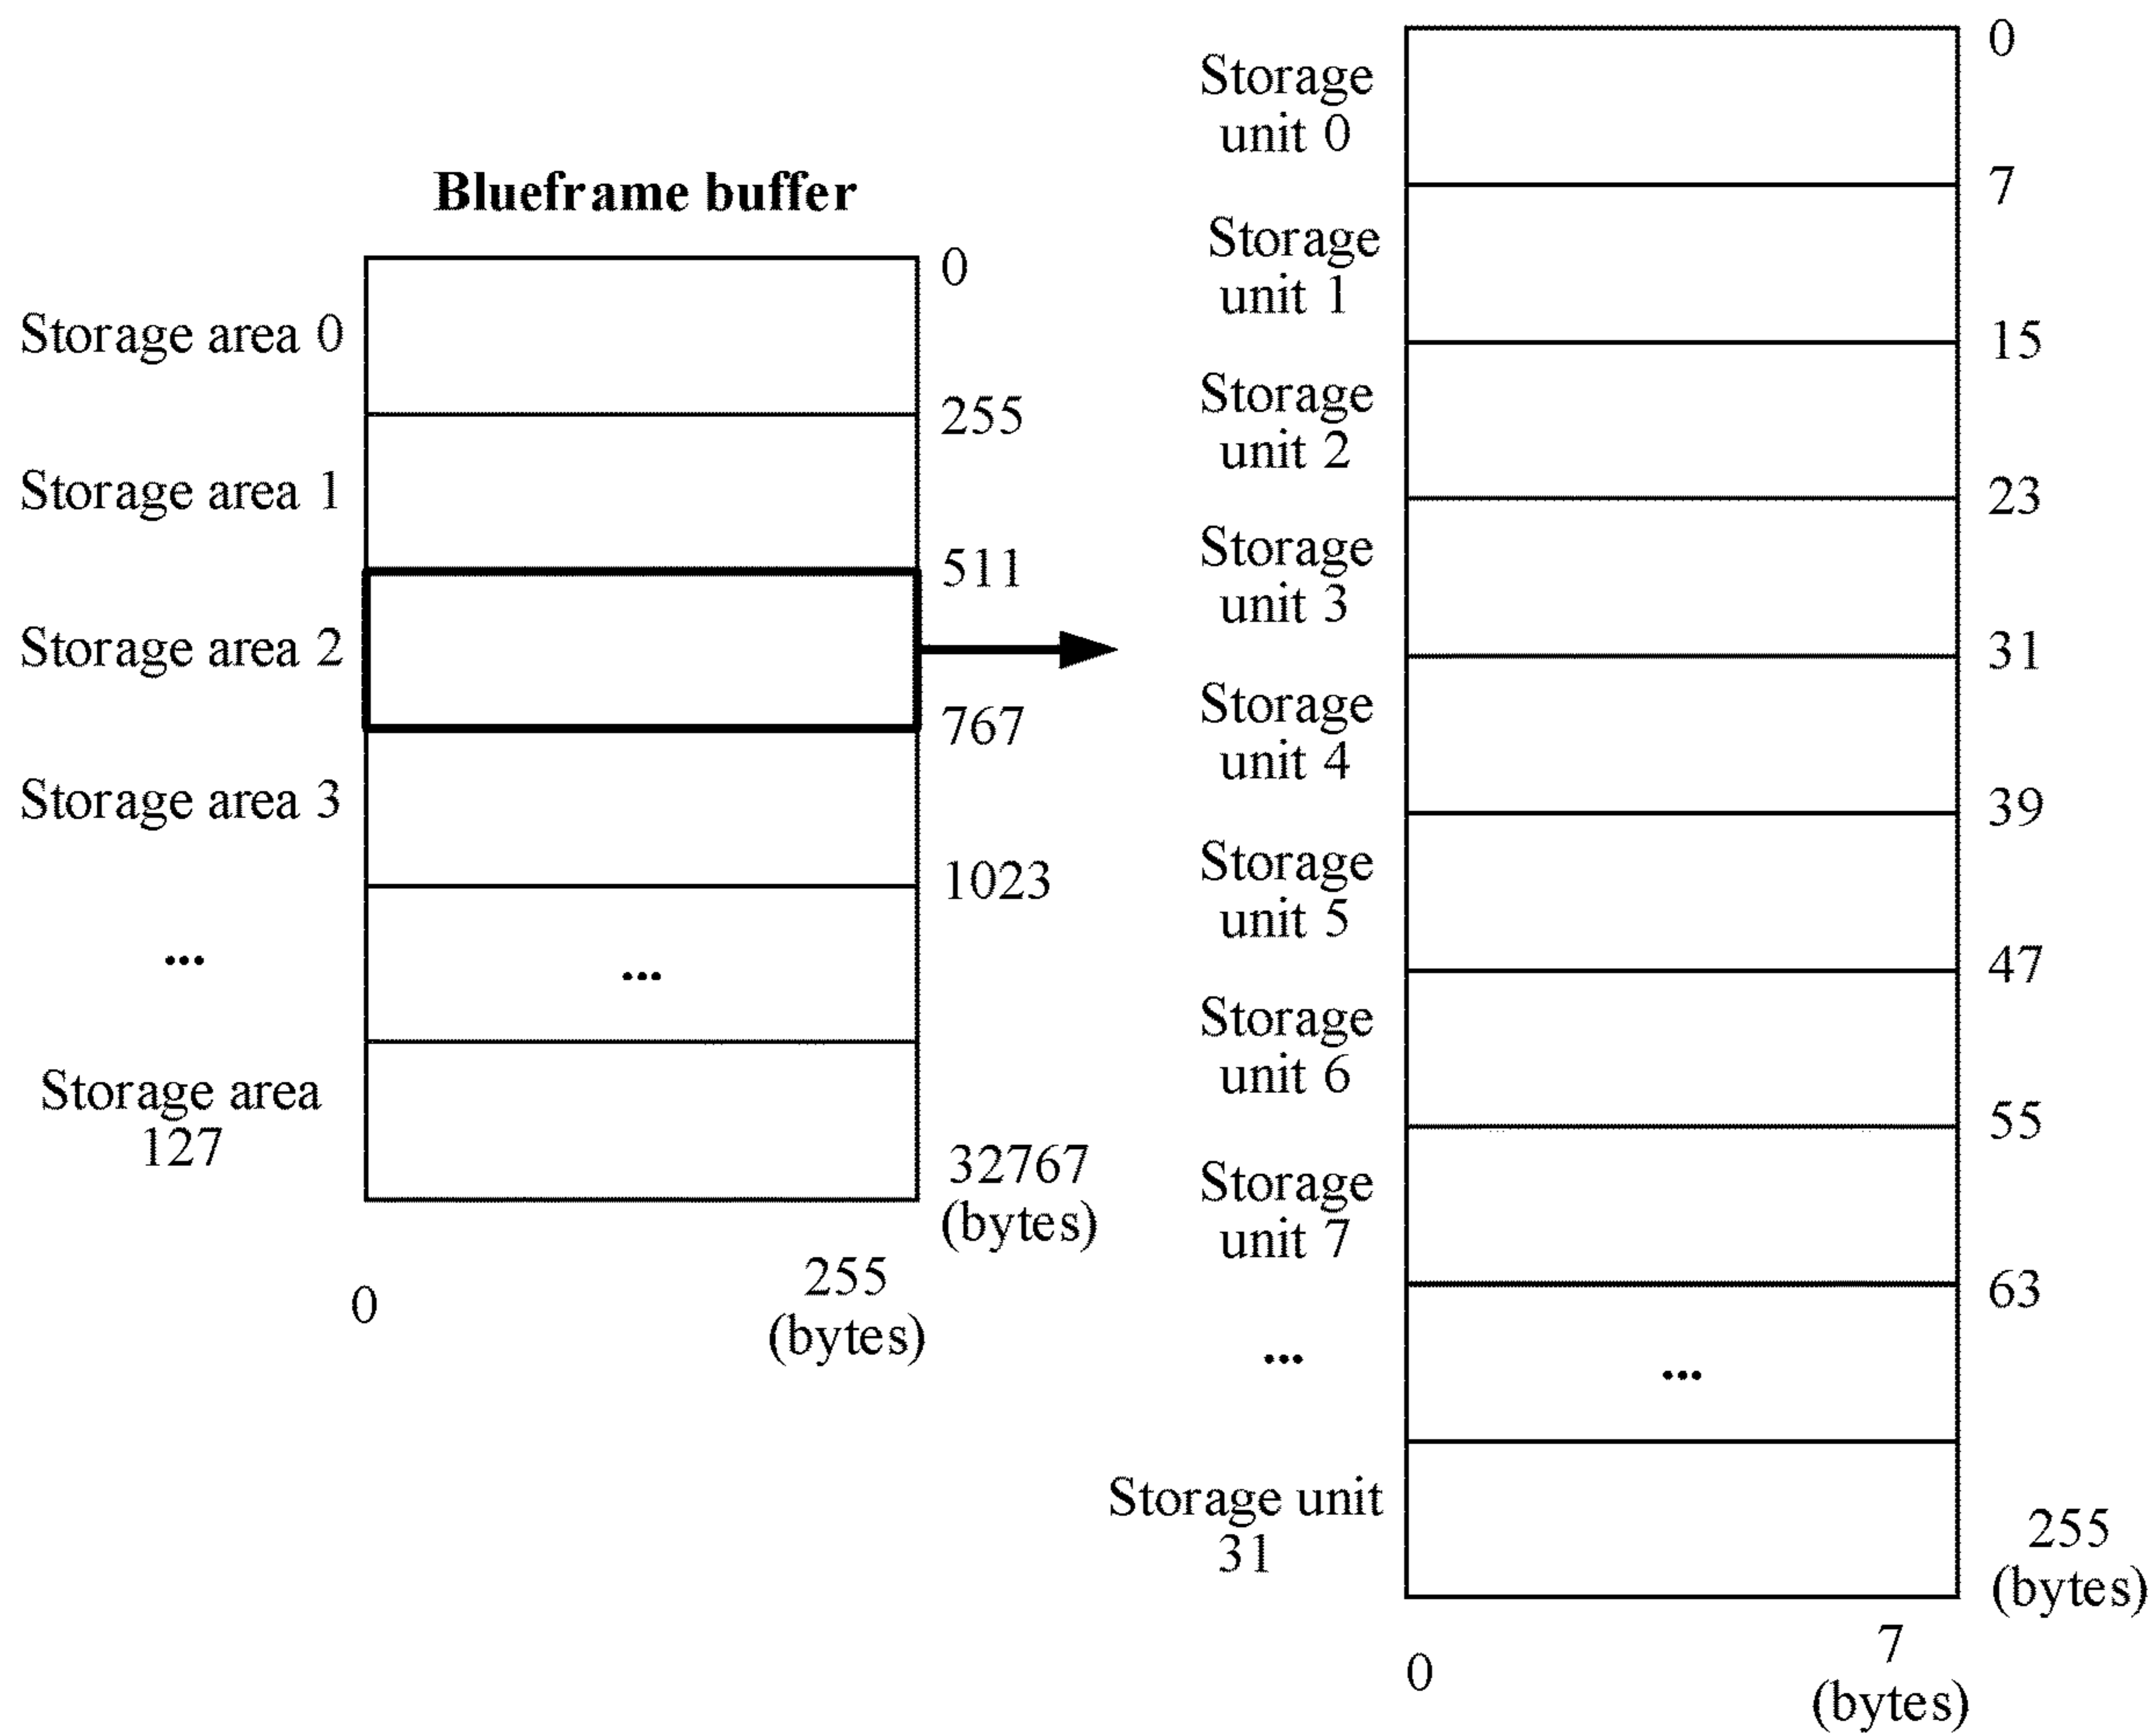 Blueframe buffer
0
Storage area 0
255
Storage area 1
511
Storage area 2
767
Storage area 3
1023
...
...
Storage area
127
32767
(bytes)
0
255
(bytes)
0
Storage
unit 0
7
Storage
unit 1
15
Storage
unit 2
23
Storage
unit 3
31
Storage
unit 4
39
Storage
unit 5
47
Storage
unit 6
55
Storage
unit 7
63
...
...
Storage unit
31
255
(bytes)
0
7
(bytes)